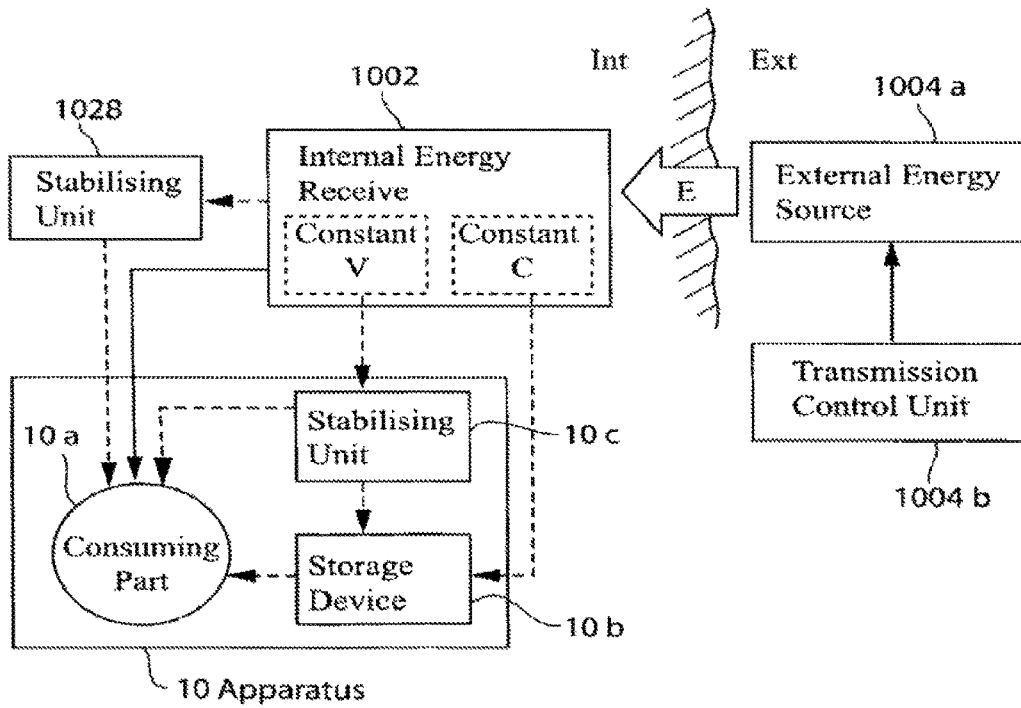 Int
Ext
1002
1004 a
1028
Internal Energy
Receive
Constant
V
Constant
C
Stabilising
Unit
E
External Energy
Source
Transmission
Control Unit
1004 b
10 a
Stabilising
Unit
10 c
Consuming
Part
Storage
Device
10 b
10 Apparatus